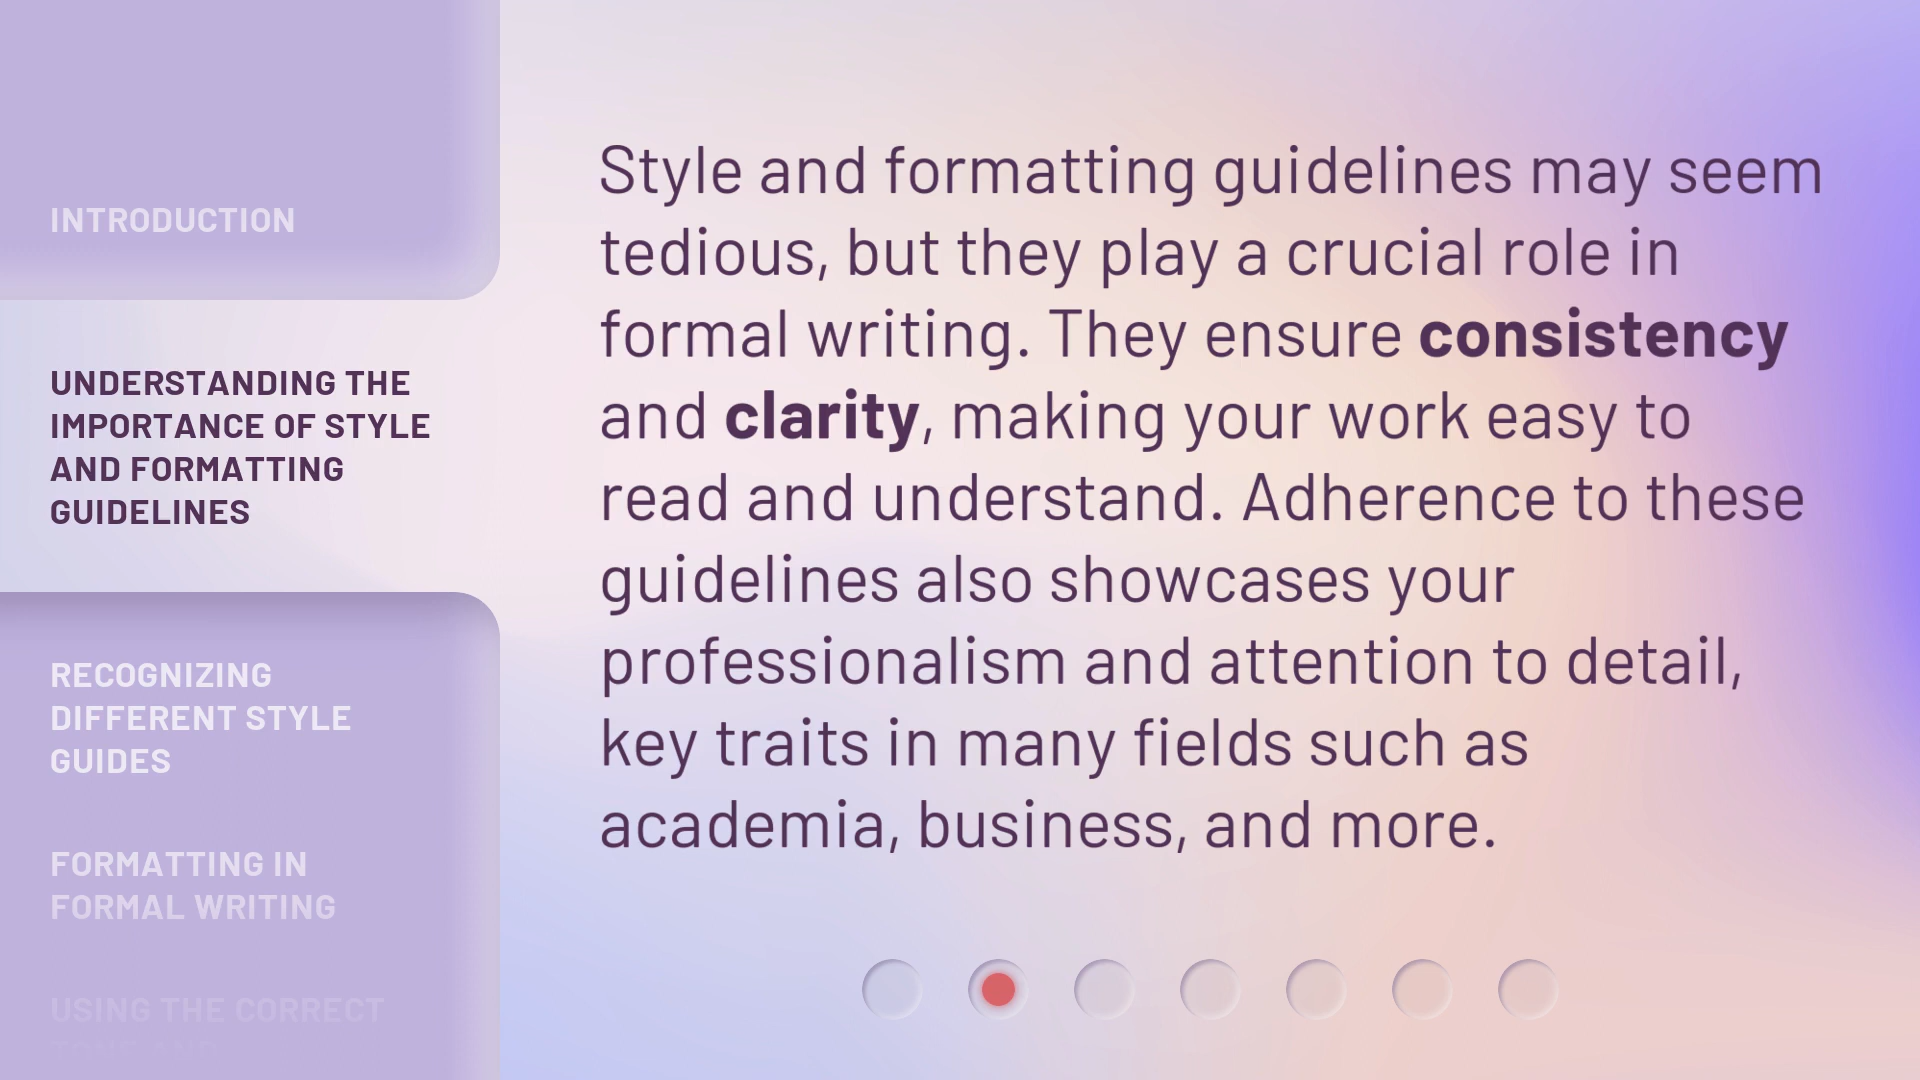 INTRODUCTION
UNDERSTANDING THE
IMPORTANCE OF STYLE
AND FORMATTING
GUIDELINES
RECOGNIZING
DIFFERENT STYLE
GUIDES
FORMATTING IN
FORMAL WRITING
USING THE CORRECT
TONE AND
Style and formatting guidelines may seem
tedious, but they play a crucial role in
formal writing. They ensure consistency
and clarity, making your work easy to
read and understand. Adherence to these
guidelines also showcases your
professionalism and attention to detail,
key traits in many fields such as
academia, business, and more.